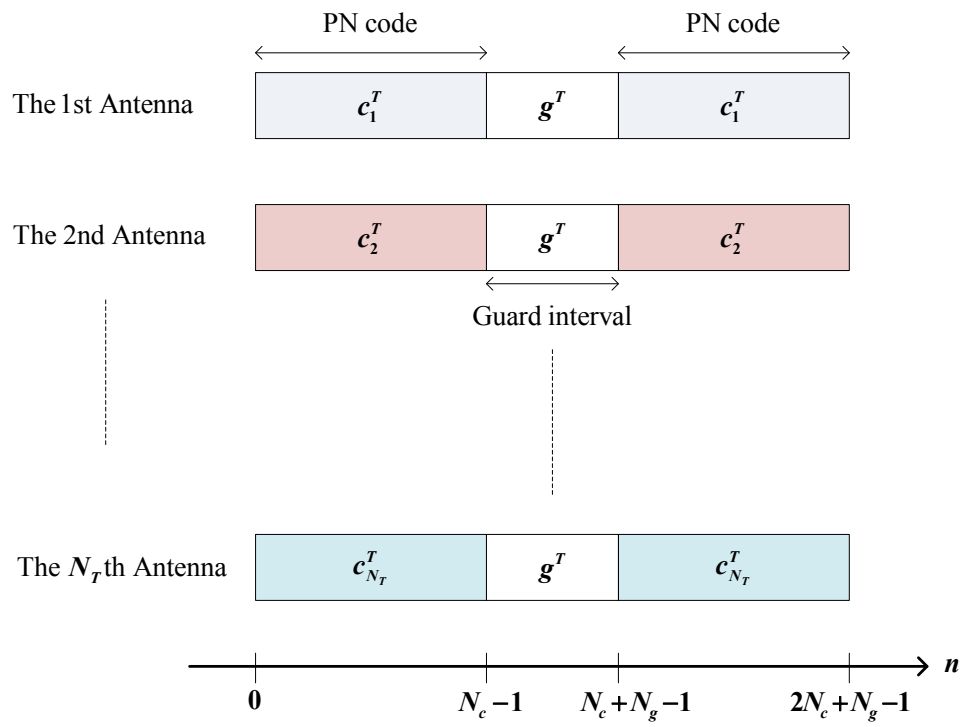 PN code PN code
The 1st Antenna c_1^T g^T c_1^T
The 2nd Antenna c_2^T g^T c_2^T
Guard interval
The N_T th Antenna c_{N_T}^T g^T c_{N_T}^T
n
0 N_c −1 N_c + N_g −1 2N_c + N_g −1